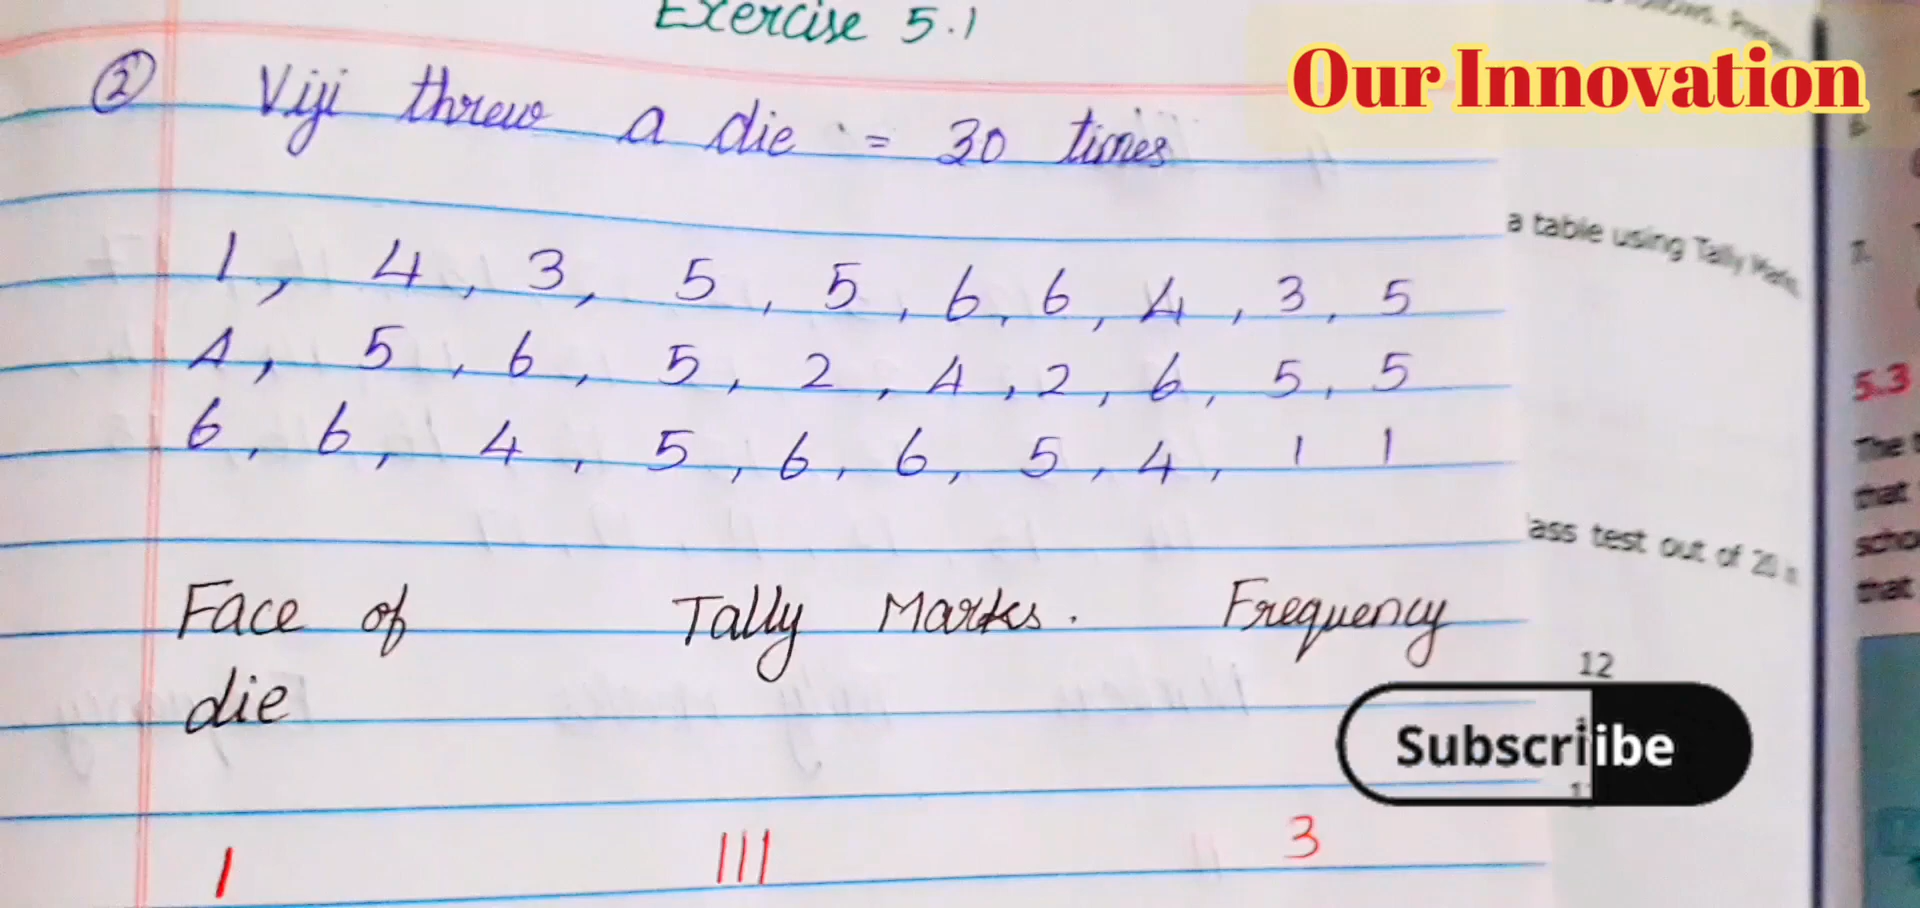 Exercise 5.1
Our Innovation
② Viji threw a die = 30 times
a table using Tally Marks
1, 4, 3, 5, 5, 6, 6, 4, 3, 5
4, 5, 6, 5, 2, 4, 2, 6, 5, 5
6, 6, 4, 5, 6, 6, 5, 4, 1 1
5.3
The
that
ass test out of 20
that
Face of Tally Marks. Frequency
die
12
Subscriibe
1 ||| 3